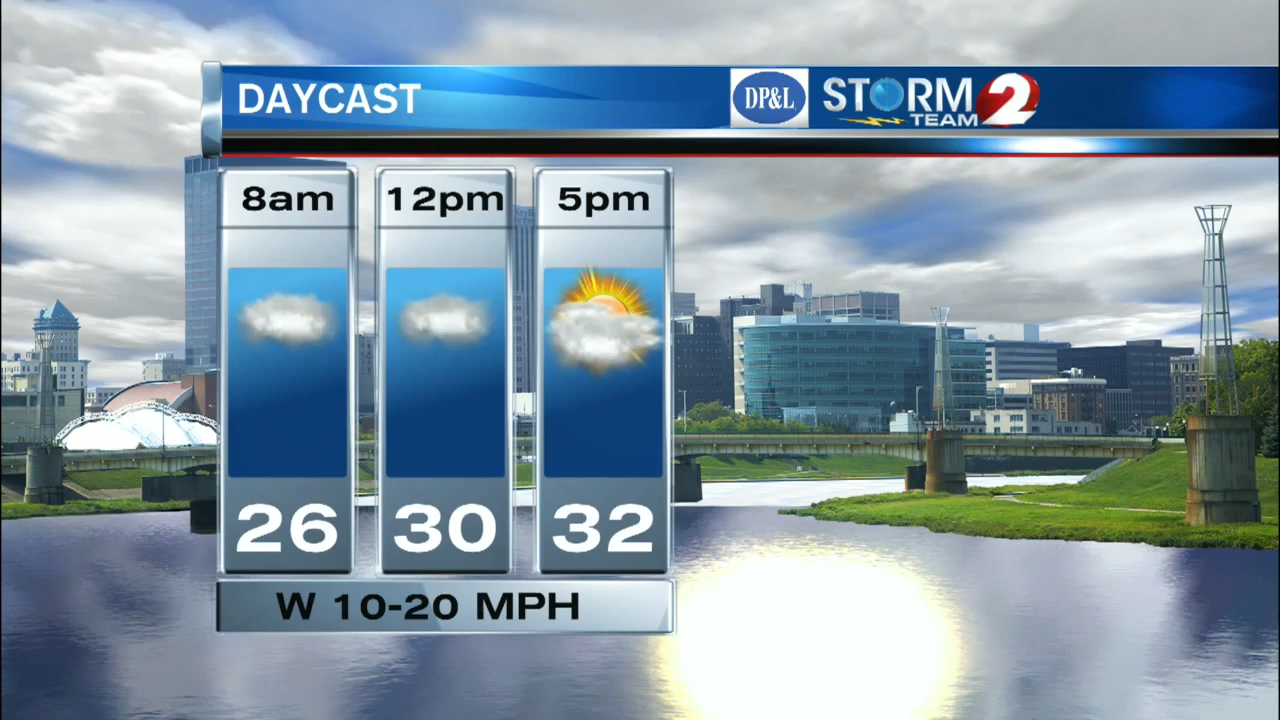 DAYCAST
DP&L
STORM
TEAM 2
8am 12pm 5pm
26 30 32
W 10-20 MPH